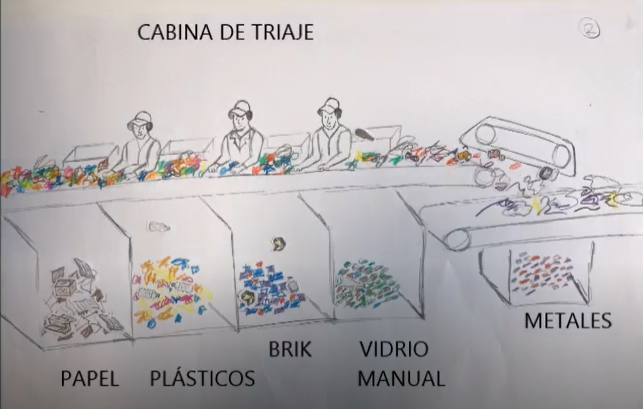 CABINA DE TRIAJE
2
METALES
BRIK
VIDRIO
MANUAL
PAPEL
PLÁSTICOS